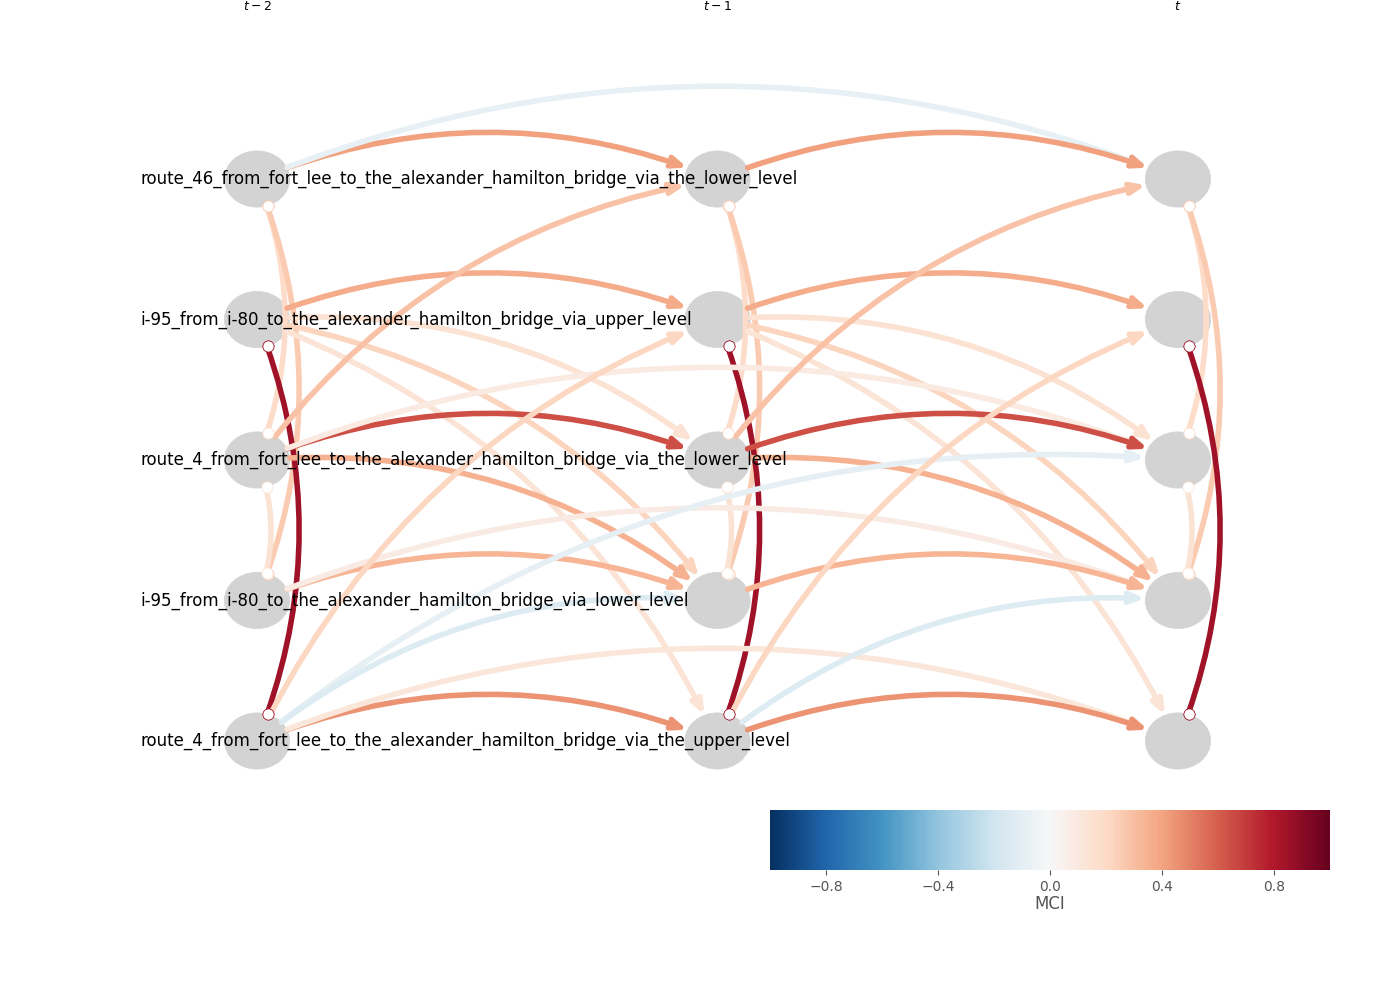 t − 2 t − 1 t
route_46_from_fort_lee_to_the_alexander_hamilton_bridge_via_the_lower_level
i-95_from_i-80_to_the_alexander_hamilton_bridge_via_upper_level
route_4_from_fort_lee_to_the_alexander_hamilton_bridge_via_the_lower_level
i-95_from_i-80_to_the_alexander_hamilton_bridge_via_lower_level
route_4_from_fort_lee_to_the_alexander_hamilton_bridge_via_the_upper_level
−0.8 −0.4 0.0 0.4 0.8
MCI